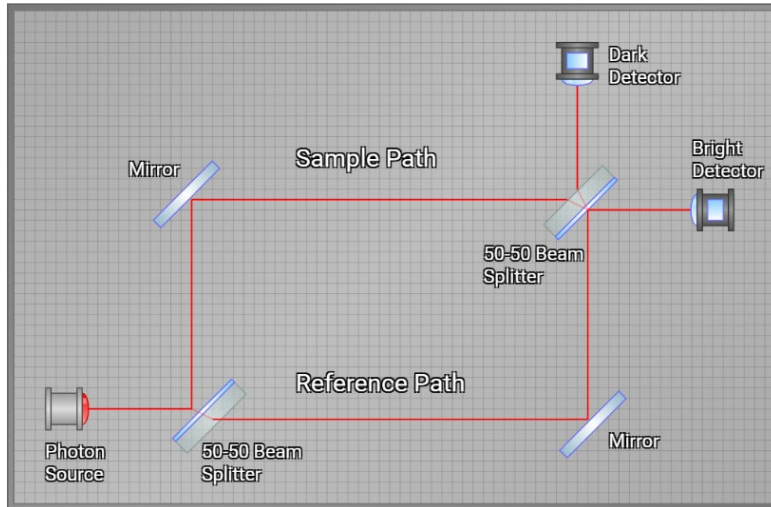 Dark
Detector
Sample Path
Mirror
Bright
Detector
50-50 Beam
Splitter
Reference Path
Photon
Source
50-50 Beam
Splitter
Mirror